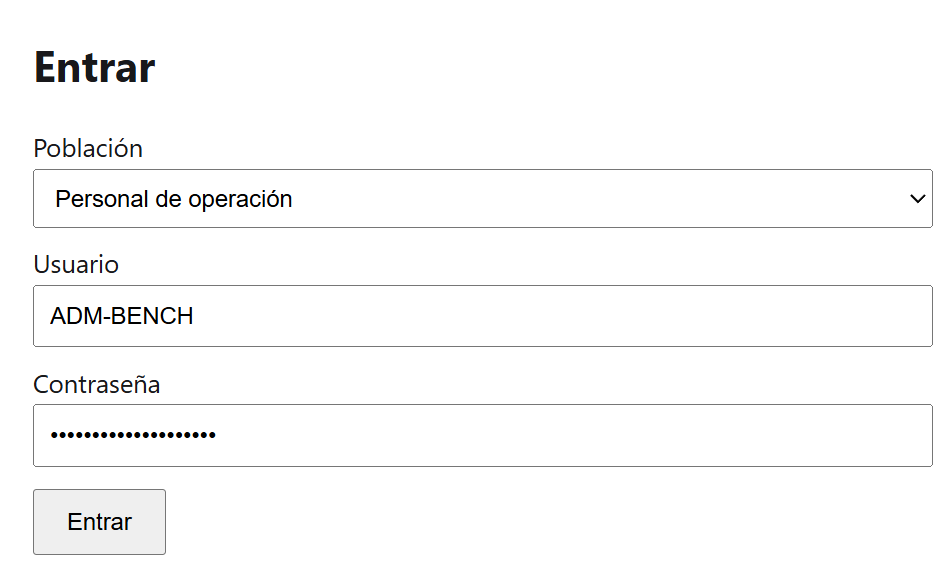 Entrar
Población
Personal de operación
Usuario
ADM-BENCH
Contraseña
••••••••••••••••••••
Entrar